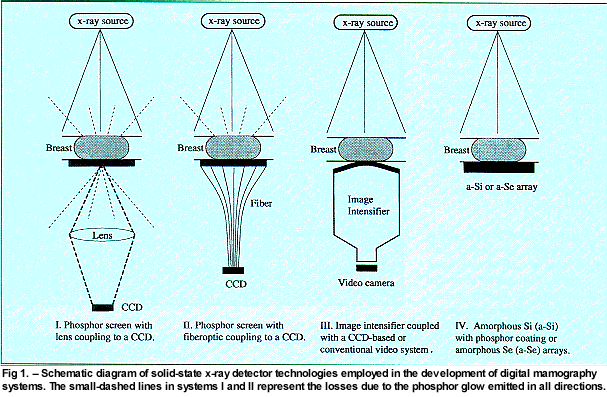 x-ray source
x-ray source
x-ray source
x-ray source
Breast
Breast
Breast
Breast
a-Si or a-Se array
Fiber
Image
Intensifier
Lens
CCD
Video camera
CCD
I. Phosphor screen with
lens coupling to a CCD.
II. Phosphor screen with
fiberoptic coupling to a CCD.
III. Image intensifier coupled
with a CCD-based or
conventional video system.
IV. Amorphous Si (a-Si)
with phosphor coating or
amorphous Se (a-Se) arrays.
Fig 1. – Schematic diagram of solid-state x-ray detector technologies employed in the development of digital mamography
systems. The small-dashed lines in systems I and II represent the losses due to the phosphor glow emitted in all directions.